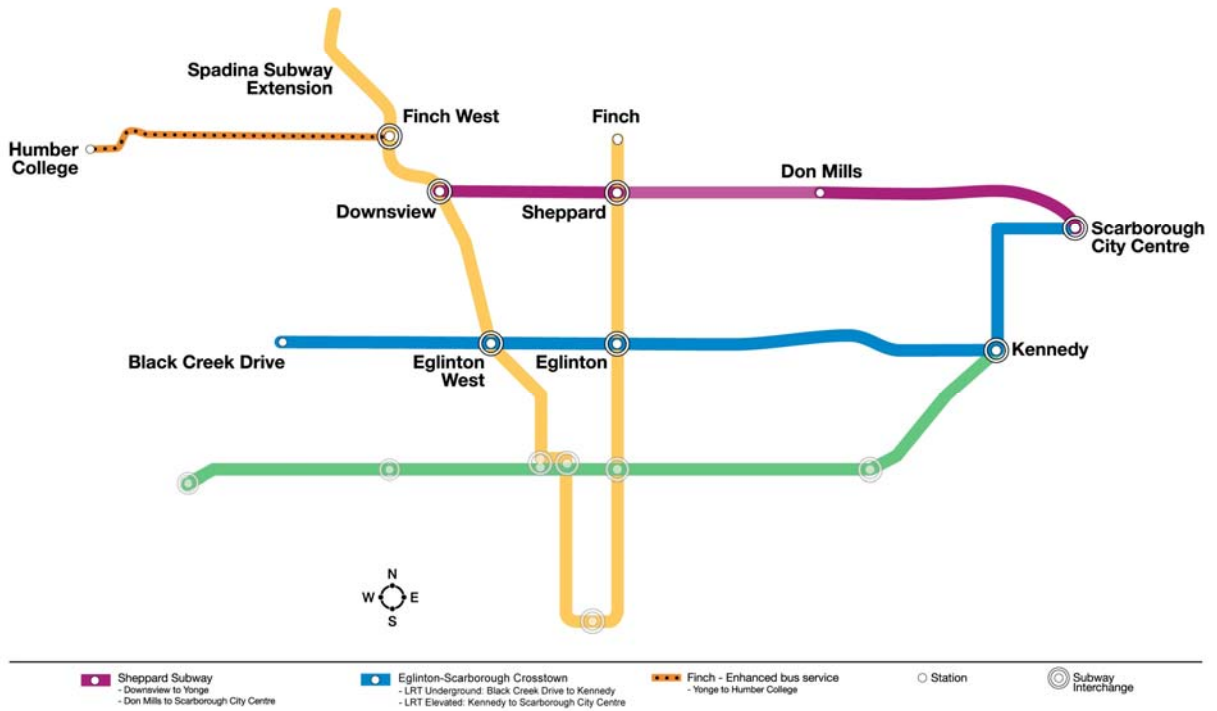 Spadina Subway
Extension
Finch West
Finch
Humber
College
Don Mills
Downsview
Sheppard
Scarborough
City Centre
Black Creek Drive
Eglinton
West
Eglinton
Kennedy
N
W E
S
Sheppard Subway
- Downsview to Yonge
- Don Mills to Scarborough City Centre
Eglinton-Scarborough Crosstown
- LRT Underground: Black Creek Drive to Kennedy
- LRT Elevated: Kennedy to Scarborough City Centre
Finch - Enhanced bus service
- Yonge to Humber College
Station
Subway
Interchange